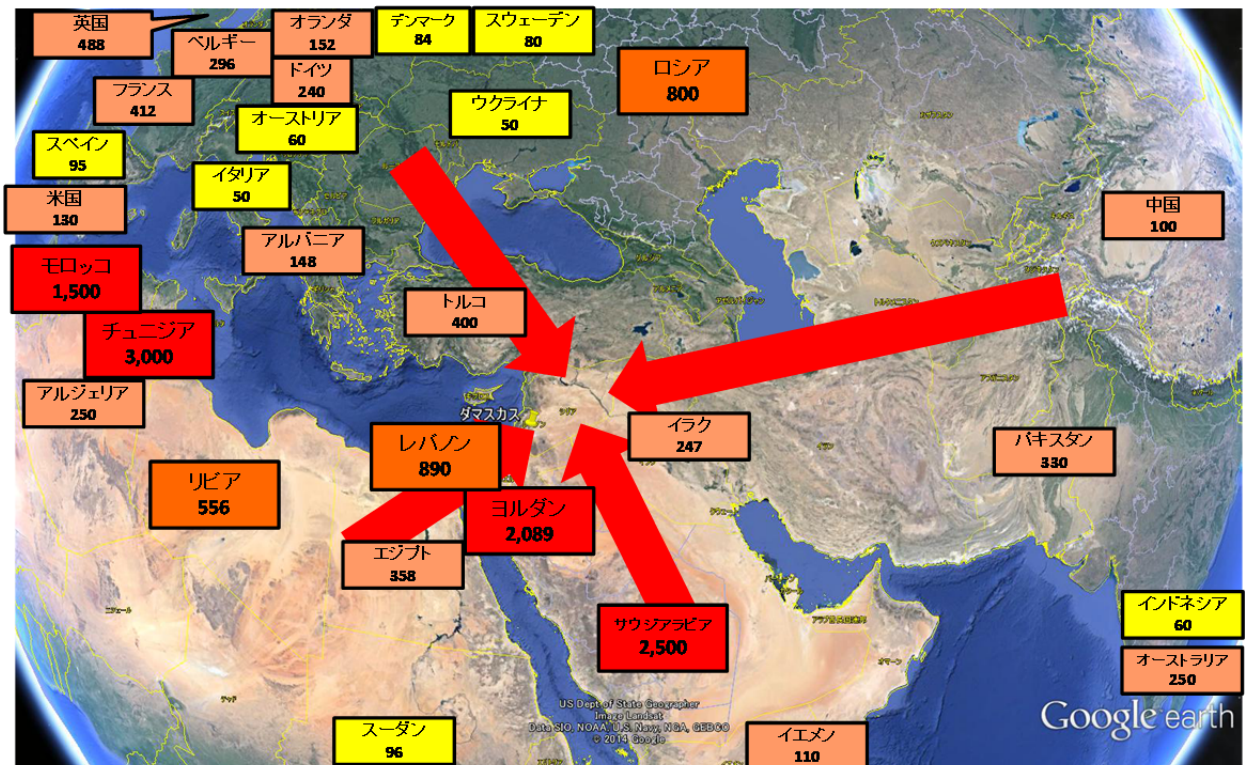 英国
488
オランダ
152
デンマーク
84
スウェーデン
80
ベルギー
296
ドイツ
240
ロシア
800
フランス
412
オーストリア
60
ウクライナ
50
スペイン
95
イタリア
50
米国
130
中国
100
アルバニア
148
モロッコ
1,500
トルコ
400
チュニジア
3,000
アルジェリア
250
ダマスカス
シリア
レバノン
890
イラク
247
パキスタン
330
リビア
556
ヨルダン
2,089
エジプト
358
サウジアラビア
2,500
インドネシア
60
オーストラリア
250
スーダン
96
イエメン
110
US Dept of State Geographer
Image Landsat
Data SIO, NOAA, U.S. Navy, NGA, GEBCO
© 2014 Google
Google earth